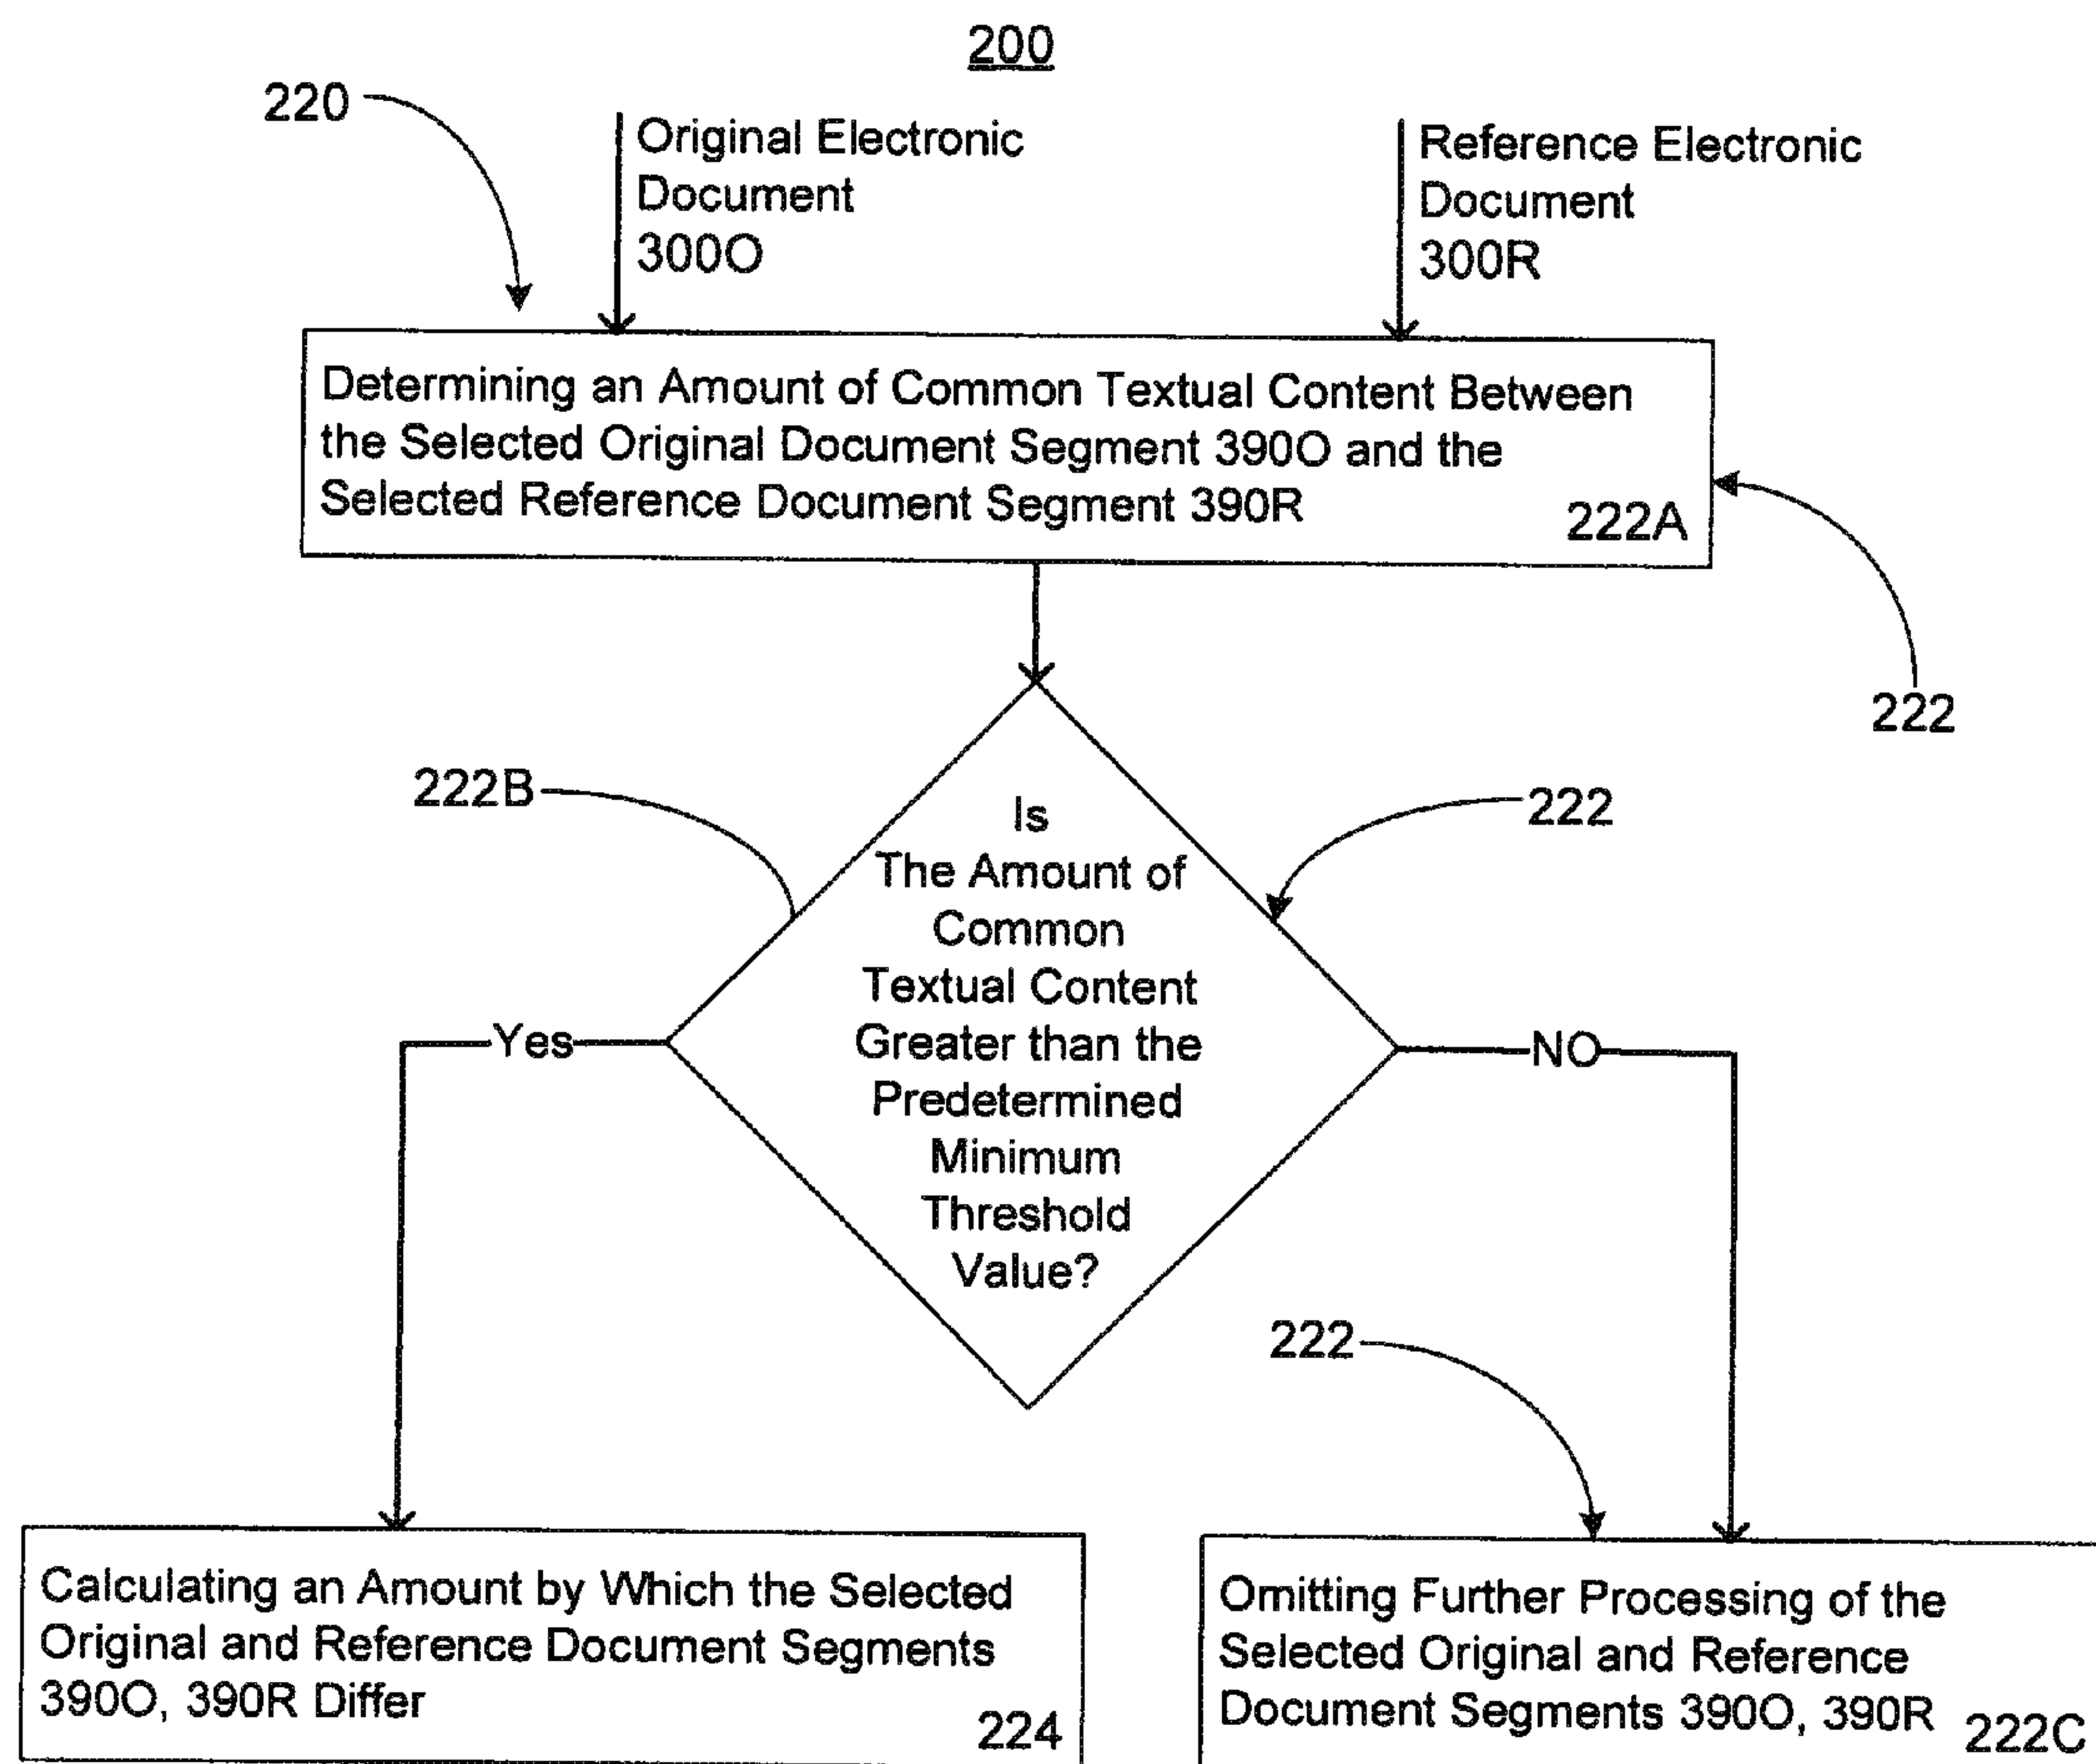 200
220
Original Electronic
Document
300O
Reference Electronic
Document
300R
Determining an Amount of Common Textual Content Between
the Selected Original Document Segment 390O and the
Selected Reference Document Segment 390R
222A
222
222B
222
Is
The Amount of
Common
Textual Content
Greater than the
Predetermined
Minimum
Threshold
Value?
Yes
NO
222
Calculating an Amount by Which the Selected
Original and Reference Document Segments
390O, 390R Differ
224
Omitting Further Processing of the
Selected Original and Reference
Document Segments 390O, 390R
222C